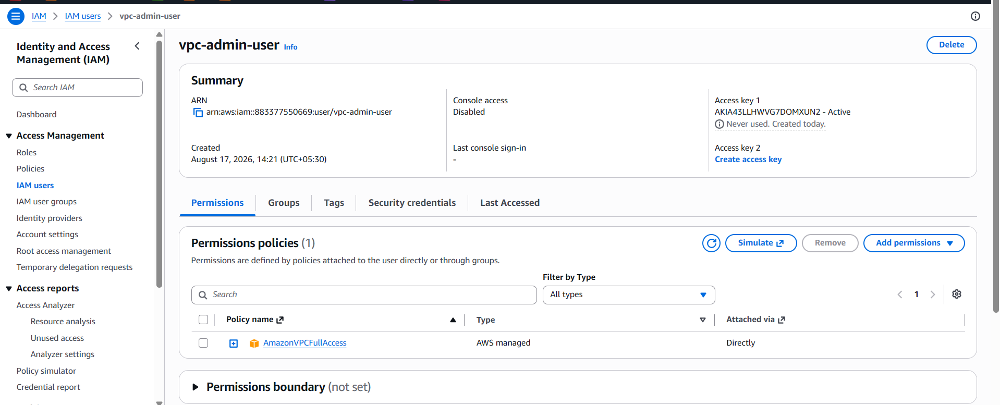 IAM > IAM users > vpc-admin-user
Identity and Access Management (IAM)
Search IAM
Dashboard
Access Management
Roles
Policies
IAM users
IAM user groups
Identity providers
Account settings
Root access management
Temporary delegation requests
Access reports
Access Analyzer
Resource analysis
Unused access
Analyzer settings
Policy simulator
Credential report
vpc-admin-user Info
Delete
Summary
ARN
arn:aws:iam::883377550669:user/vpc-admin-user
Console access
Disabled
Access key 1
AKIA43LLHWVG7DOMXUN2 - Active
Never used. Created today.
Created
August 17, 2026, 14:21 (UTC+05:30)
Last console sign-in
-
Access key 2
Create access key
Permissions
Groups
Tags
Security credentials
Last Accessed
Permissions policies (1)
Simulate
Remove
Add permissions
Permissions are defined by policies attached to the user directly or through groups.
Filter by Type
Search
All types
1
Policy name
Type
Attached via
AmazonVPCFullAccess
AWS managed
Directly
Permissions boundary (not set)